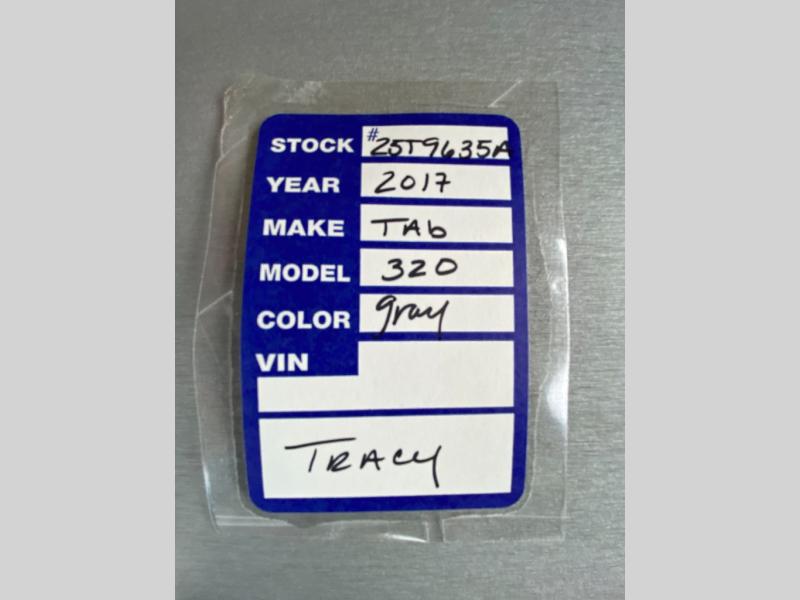 STOCK #25T9635A
YEAR 2017
MAKE TAb
MODEL 320
COLOR gray
VIN
TRACY